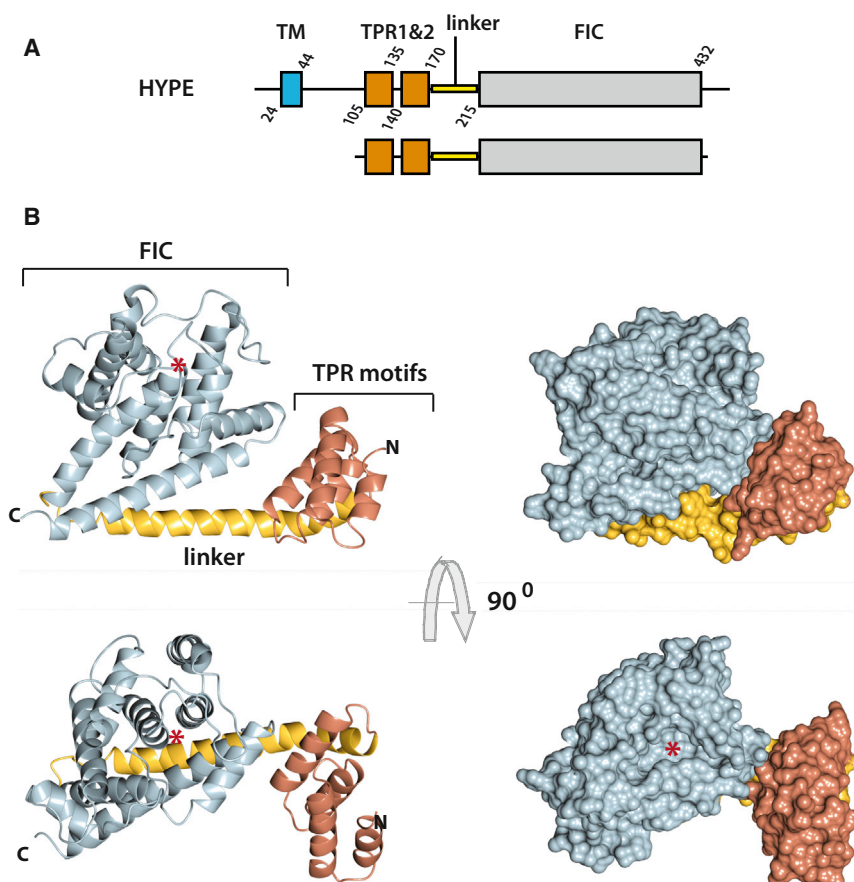 A
TM
TPR1&2
linker
FIC
44
135
170
432
HYPE
24
105
140
215
B
FIC
*
TPR motifs
N
C
linker
90 0
*
N
C
*